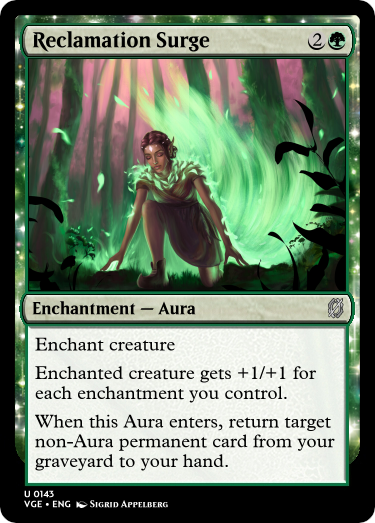 Reclamation Surge 2
Enchantment — Aura
Enchant creature
Enchanted creature gets +1/+1 for
each enchantment you control.
When this Aura enters, return target
non-Aura permanent card from your
graveyard to your hand.
U 0143
VGE • ENG Sigrid Appelberg